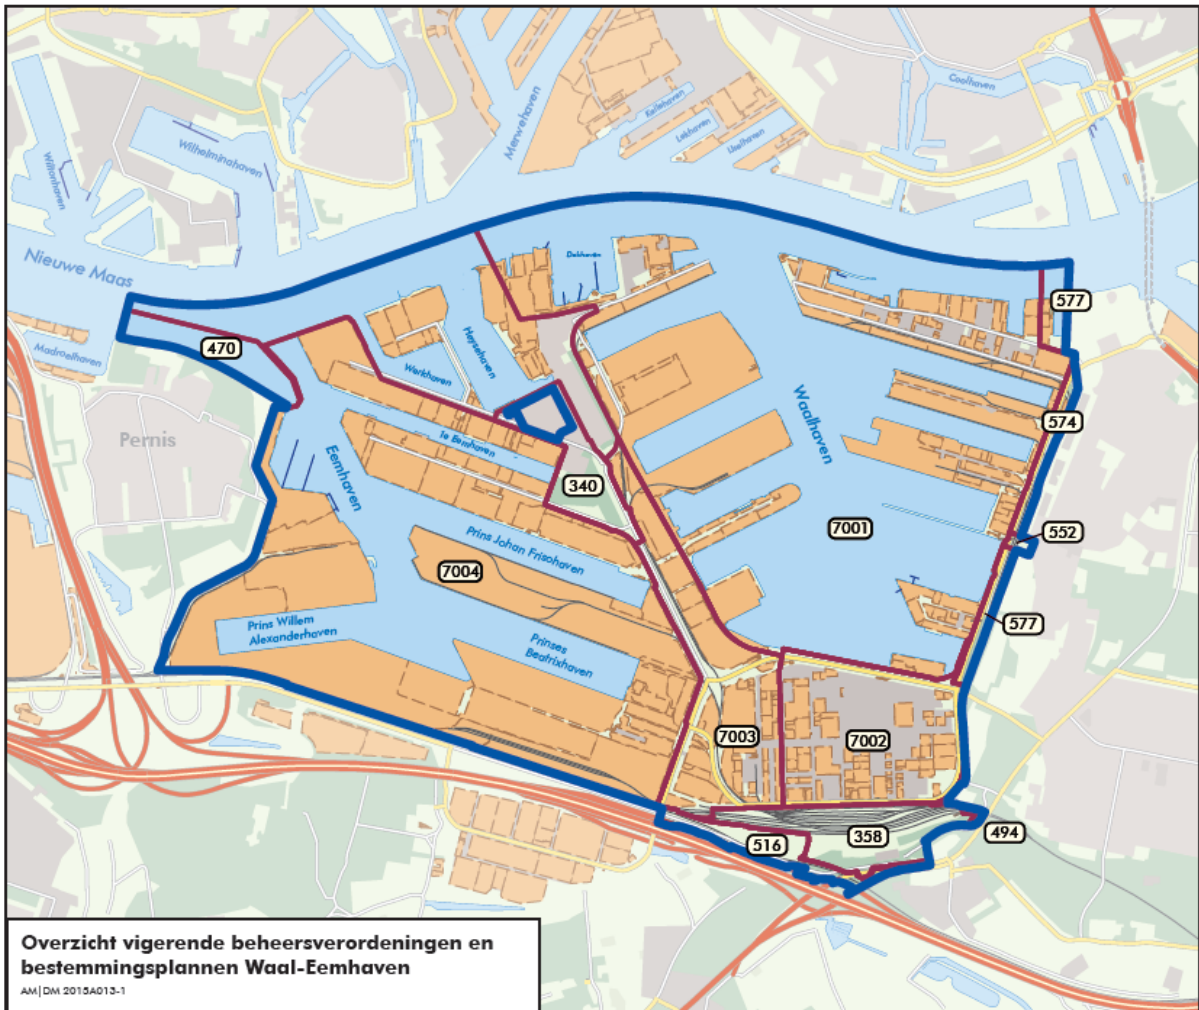 Coolhaven
Keilehaven
Merwehaven
Lekhaven
IJselhaven
Wilhelminahaven
Wiltonhaven
Nieuwe Maas
Dokhaven
577
Madroelhaven
470
Heysehaven
Werkhaven
Waalhaven
574
Pernis
1e Eemhaven
Eemhaven
340
7001
552
Prins Johan Frisohaven
7004
577
Prins Willem
Alexanderhaven
Prinses
Beatrixhaven
7003
7002
358
494
516
Overzicht vigerende beheersverordeningen en
bestemmingsplannen Waal-Eemhaven
AM|DM 2015A013-1